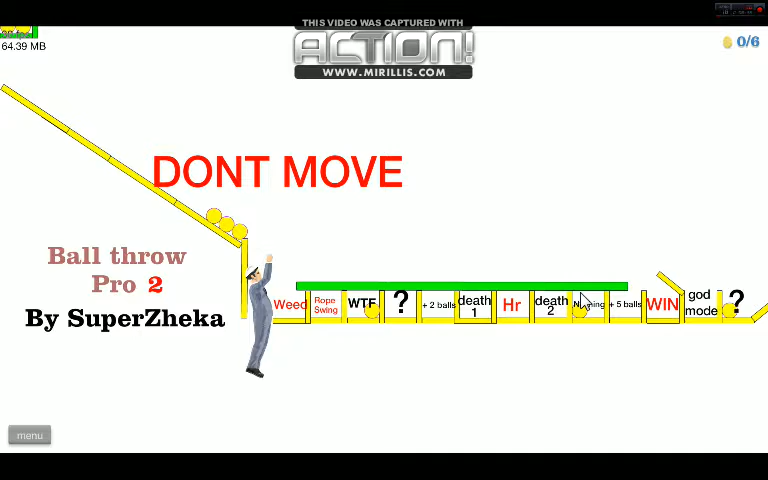 THIS VIDEO WAS CAPTURED WITH
ACTION!
WWW.MIRILLIS.COM
64.39 MB
0/6
DONT MOVE
Ball throw
Pro 2
By SuperZheka
Weed
Rope
Swing
WTF
?
+ 2 balls
death
1
Hr
death
2
+ 5 balls
WIN
god
mode
?
menu